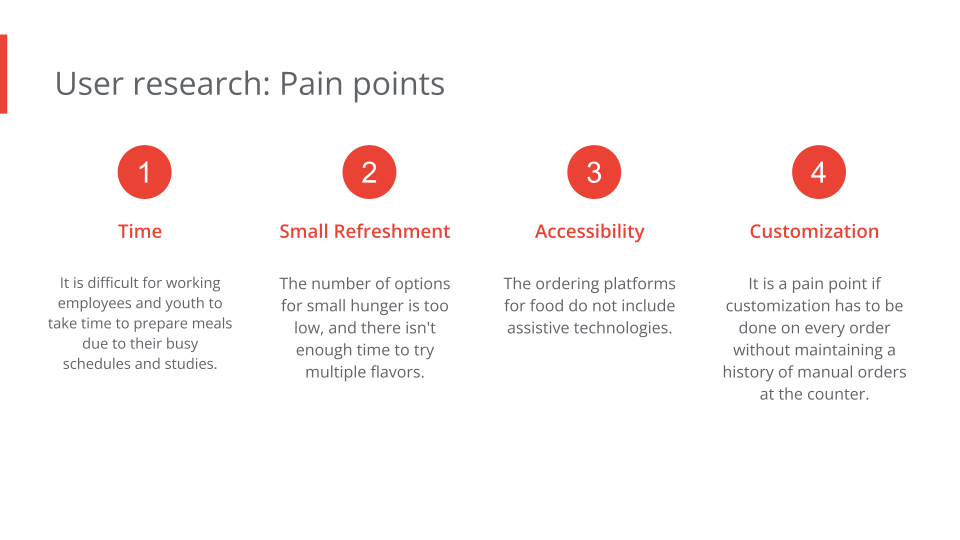 User research: Pain points
1
Time
It is difficult for working
employees and youth to
take time to prepare meals
due to their busy
schedules and studies.
2
Small Refreshment
The number of options
for small hunger is too
low, and there isn't
enough time to try
multiple flavors.
3
Accessibility
The ordering platforms
for food do not include
assistive technologies.
4
Customization
It is a pain point if
customization has to be
done on every order
without maintaining a
history of manual orders
at the counter.